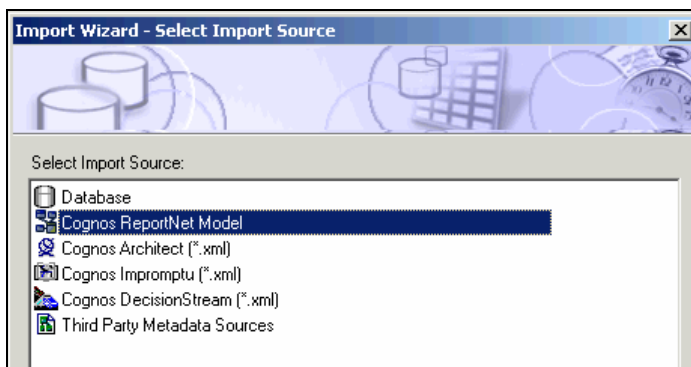 Import Wizard - Select Import Source
Select Import Source:
Database
Cognos ReportNet Model
Cognos Architect (*.xml)
Cognos Impromptu (*.xml)
Cognos DecisionStream (*.xml)
Third Party Metadata Sources